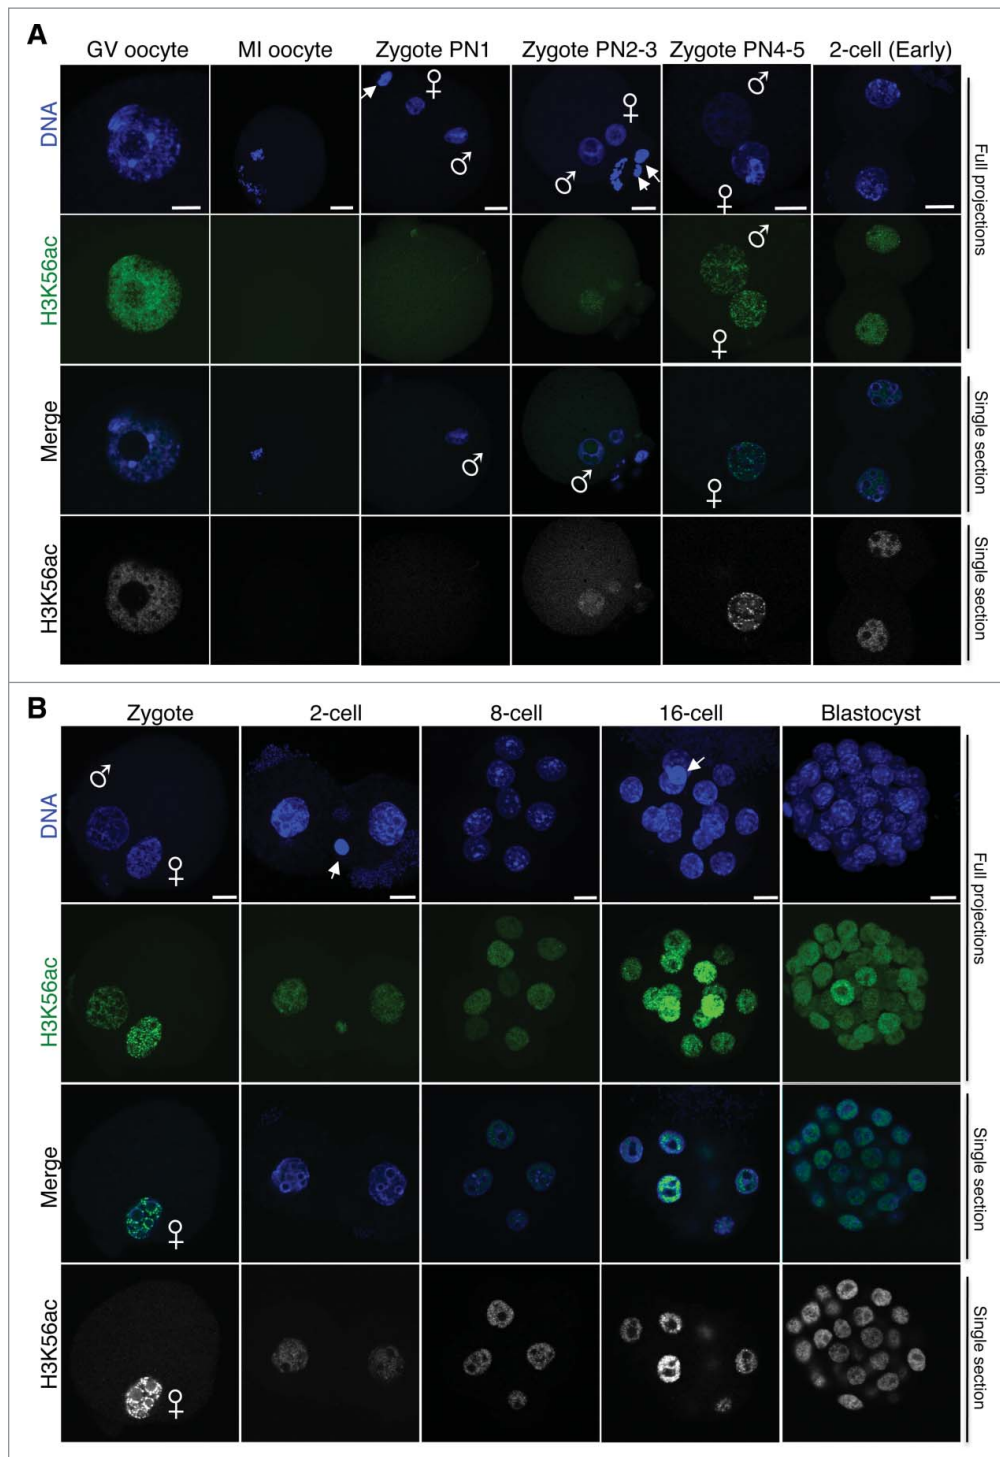 A
GV oocyte MI oocyte Zygote PN1 Zygote PN2-3 Zygote PN4-5 2-cell (Early)
DNA
♀ ♂
♀ ♂
♂ ♀
Full projections
H3K56ac
♂ ♀
Merge
♂ ♂ ♀
Single section
H3K56ac
Single section
B
Zygote 2-cell 8-cell 16-cell Blastocyst
DNA
♂ ♀
Full projections
H3K56ac
Merge
♀
Single section
H3K56ac
♀
Single section